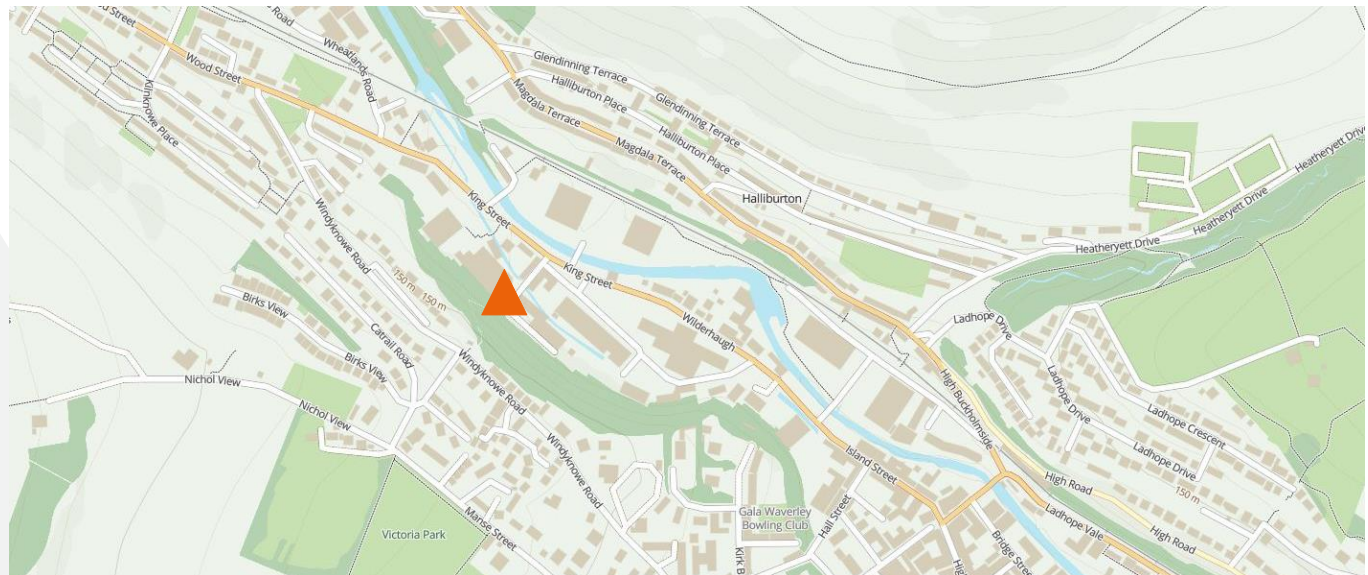 Wood Street
Wheatlands Road
Klinknowe Place
Glendinning Terrace
Halliburton Place
Glendinning Terrace
Magdala Terrace
Halliburton Place
Magdala Terrace
Halliburton
Heatheryett Drive
Heatheryett Drive
Heatheryett Drive
King Street
King Street
Windyknowe Road
150 m
150 m
Birks View
Birks View
Catrail Road
Windyknowe Road
Windyknowe Road
Wilderhaugh
Nichol View
Nichol View
Ladhope Drive
Ladhope Drive
Ladhope Drive
Ladhope Crescent
150 m
High Buckholmside
High Road
High Road
Ladhope Vale
Island Street
Bridge Street
Hall Street
Gala Waverley
Bowling Club
Kirk B
Manse Street
Victoria Park